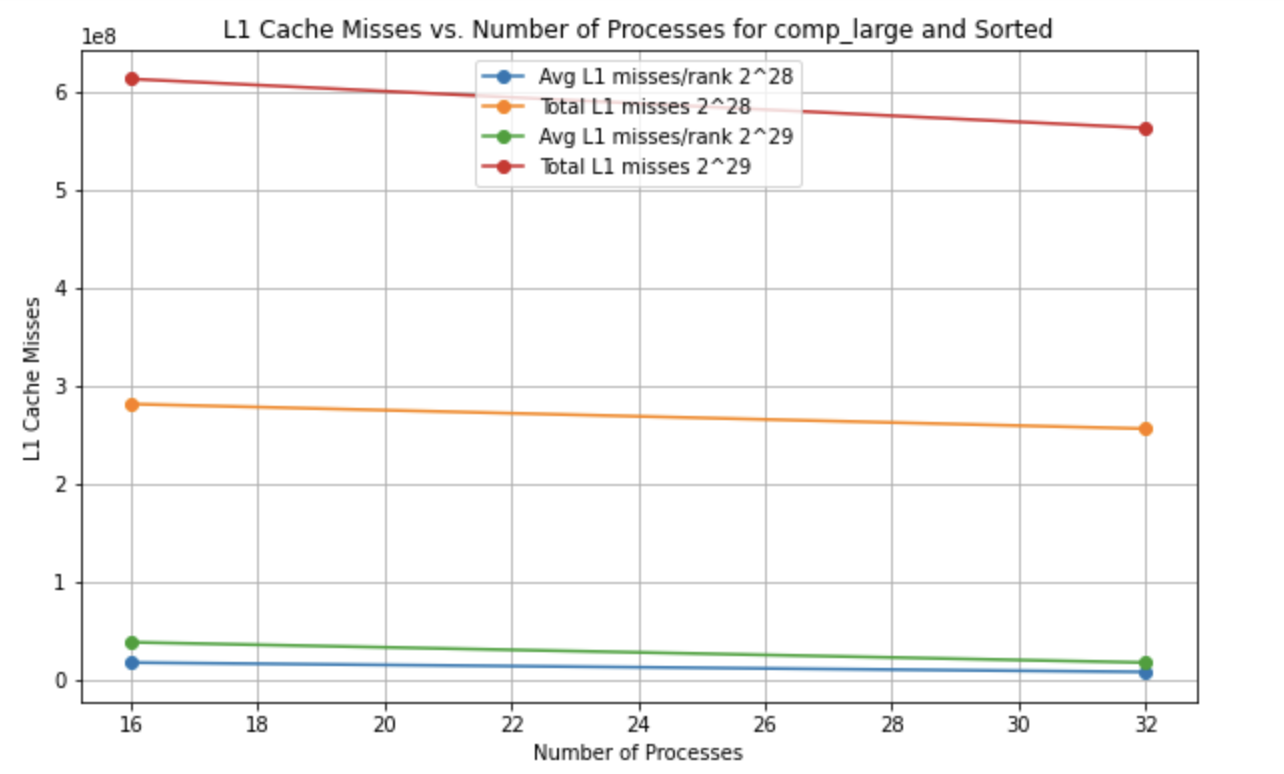 L1 Cache Misses vs. Number of Processes for comp_large and Sorted
1e8
Avg L1 misses/rank 2^28
Total L1 misses 2^28
Avg L1 misses/rank 2^29
Total L1 misses 2^29
6
5
4
3
2
1
0
L1 Cache Misses
16 18 20 22 24 26 28 30 32
Number of Processes